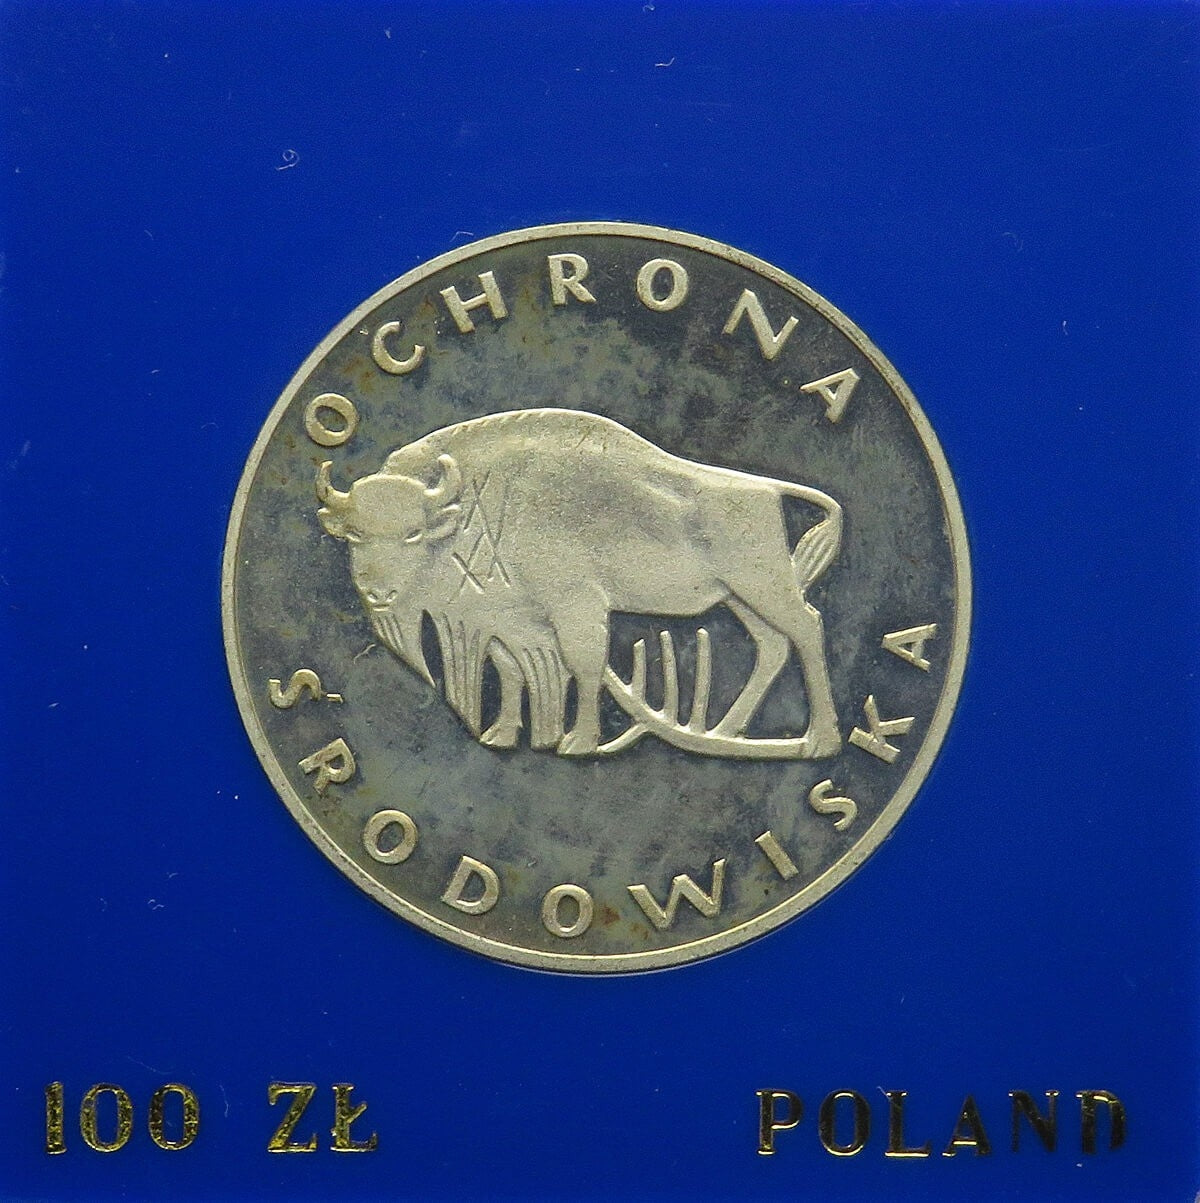 OCHRONA
ŚRODOWISKA
100 ZŁ
POLAND